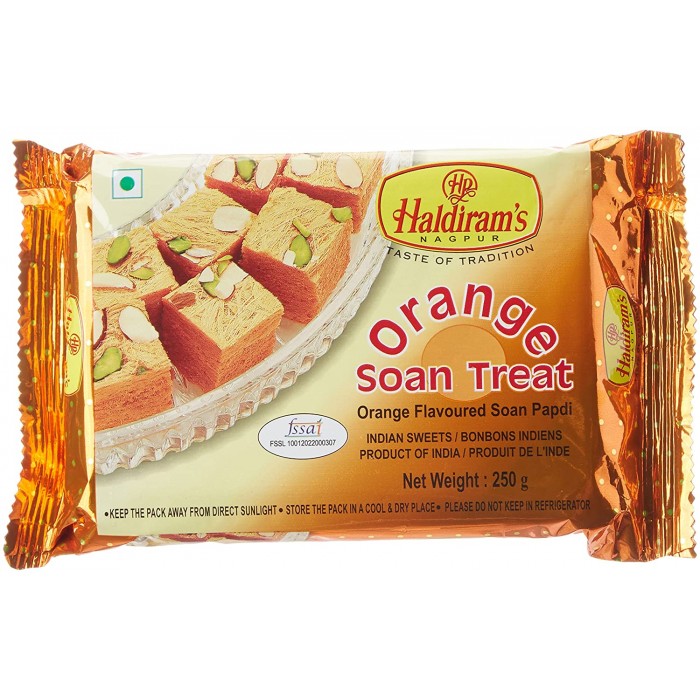 HR
Haldiram's
NAGPUR
TASTE OF TRADITION
Orange
Soan Treat
Orange Flavoured Soan Papdi
INDIAN SWEETS / BONBONS INDIENS
PRODUCT OF INDIA / PRODUIT DE L'INDE
Net Weight : 250 g
fssai
FSSL 10012022000307
•KEEP THE PACK AWAY FROM DIRECT SUNLIGHT • STORE THE PACK IN A COOL & DRY PLACE • PLEASE DO NOT KEEP IN REFRIGERATOR
Haldiram's
NAGPUR